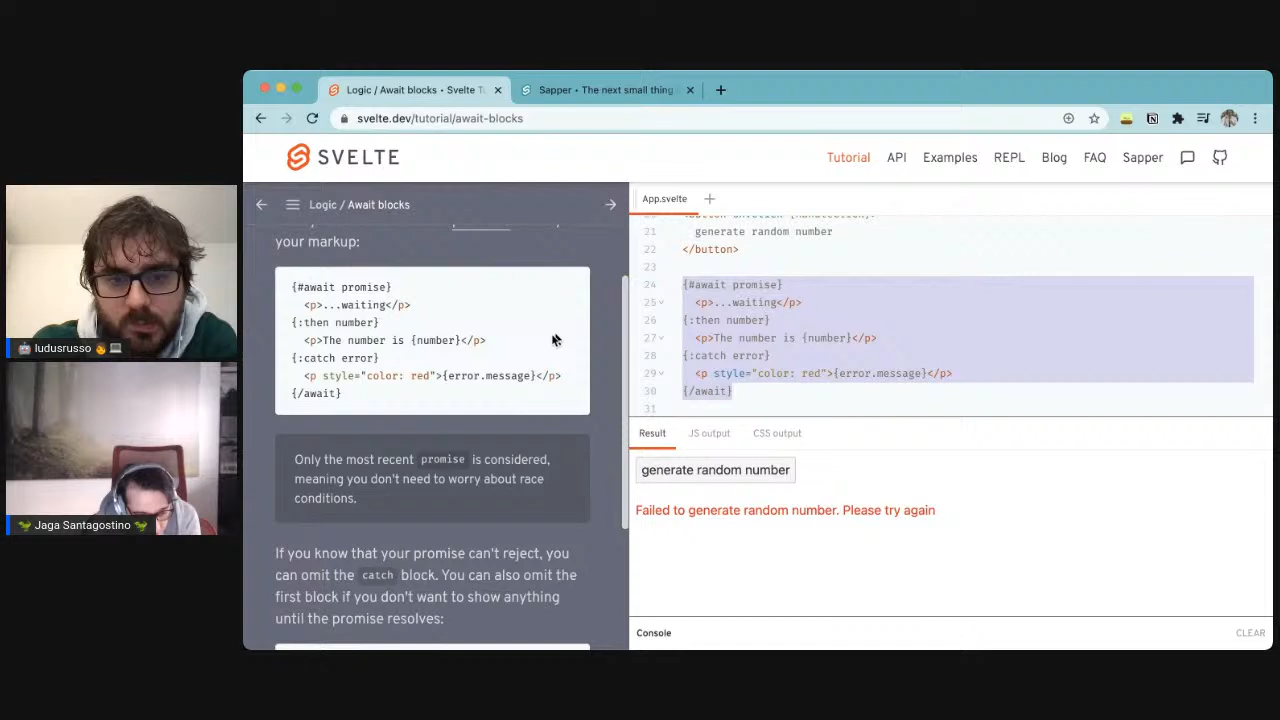 Logic / Await blocks • Svelte Tu
Sapper • The next small thing
svelte.dev/tutorial/await-blocks
SVELTE
Tutorial API Examples REPL Blog FAQ Sapper
Logic / Await blocks
your markup:
{#await promise}
<p>...waiting</p>
{:then number}
<p>The number is {number}</p>
{:catch error}
<p style="color: red">{error.message}</p>
{/await}
Only the most recent promise is considered,
meaning you don't need to worry about race
conditions.
If you know that your promise can't reject, you
can omit the catch block. You can also omit the
first block if you don't want to show anything
until the promise resolves:
App.svelte
21 generate random number
22 </button>
23
24 {#await promise}
25 <p>...waiting</p>
26 {:then number}
27 <p>The number is {number}</p>
28 {:catch error}
29 <p style="color: red">{error.message}</p>
30 {/await}
31
Result JS output CSS output
generate random number
Failed to generate random number. Please try again
Console CLEAR
🤖 ludusrusso 👨‍💻
🦖 Jaga Santagostino 🦖